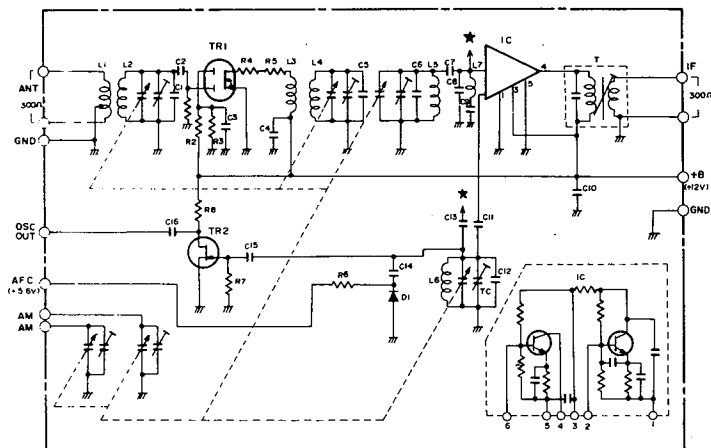 TR1
IC
L1
L2
C2
C1
R4
R5
L3
L4
C5
C6
L5
C7
L7
C8
4
T
IF
ANT
300Ω
300Ω
1
3
5
R2
R3
C3
C4
GND
+B
(+12V)
C10
GND
R8
C16
OSC
OUT
TR2
C15
C13
C11
R7
R6
C14
D1
L6
TC
C12
AFC
(+5.6V)
AM
AM
IC
6
5
4
3
2
1